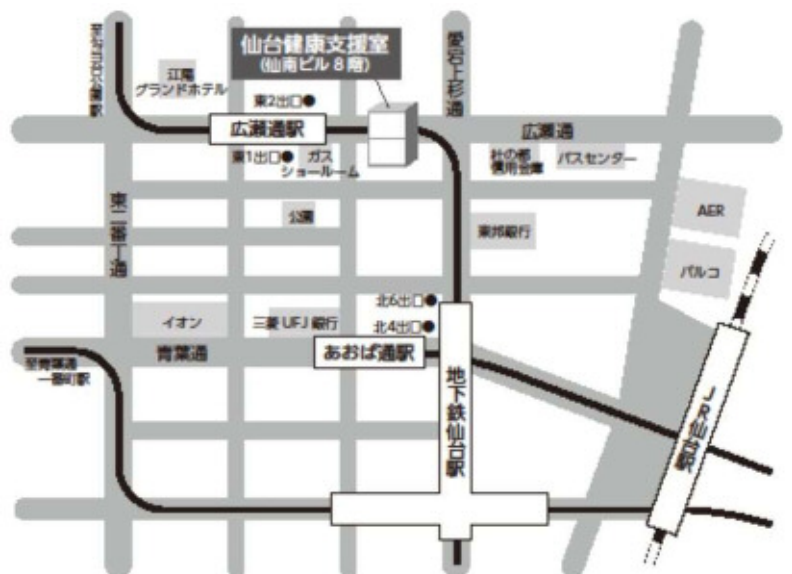 仙台健康支援室
(仙南ビル8階)
愛宕上杉通
江陽
グランドホテル
東2出口●
広瀬通駅
広瀬通
東1出口●
ガス
ショールーム
杜の都
信用金庫
バスセンター
東二番丁通
公園
東邦銀行
AER
パルコ
北6出口●
イオン
三菱UFJ銀行
北4出口●
青葉通
あおば通駅
至青葉通
一番町駅
地下鉄仙台駅
JR仙台駅